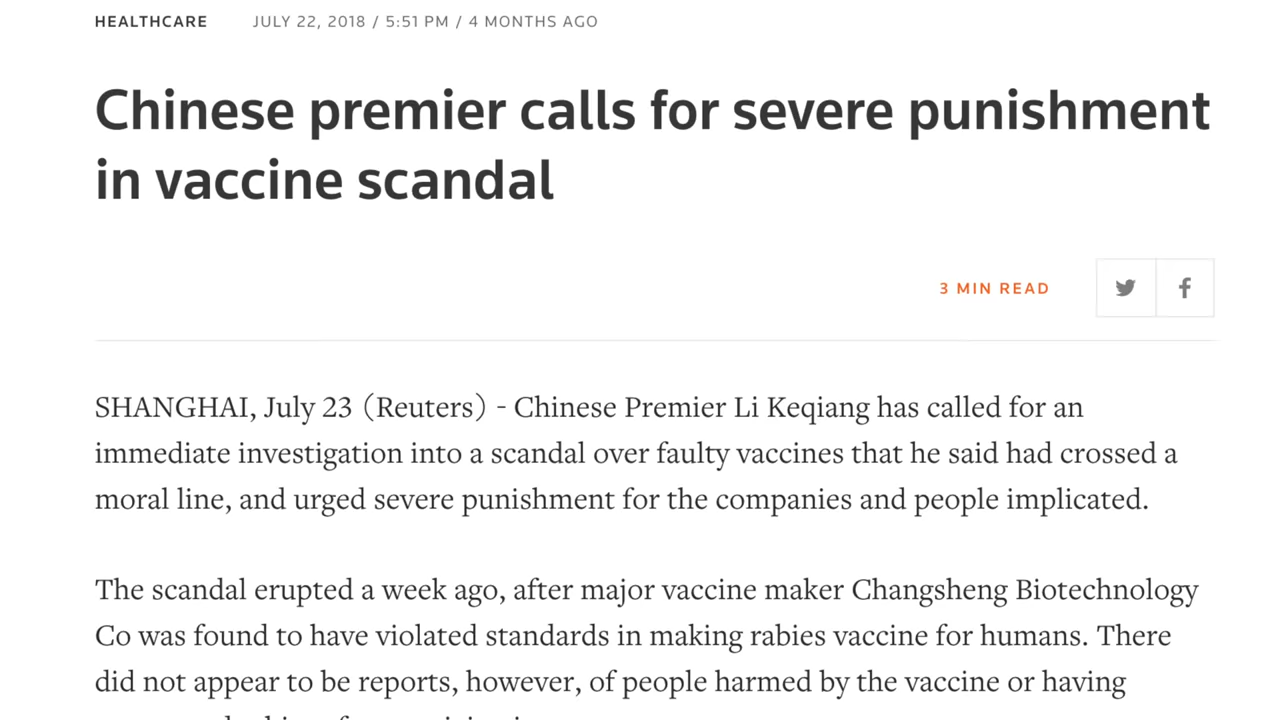 HEALTHCARE JULY 22, 2018 / 5:51 PM / 4 MONTHS AGO
Chinese premier calls for severe punishment
in vaccine scandal
3 MIN READ
SHANGHAI, July 23 (Reuters) - Chinese Premier Li Keqiang has called for an
immediate investigation into a scandal over faulty vaccines that he said had crossed a
moral line, and urged severe punishment for the companies and people implicated.
The scandal erupted a week ago, after major vaccine maker Changsheng Biotechnology
Co was found to have violated standards in making rabies vaccine for humans. There
did not appear to be reports, however, of people harmed by the vaccine or having